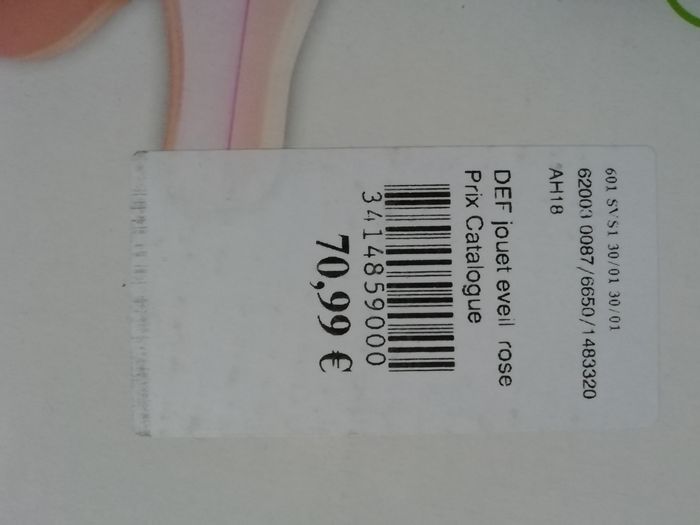 601 SVS1 30/01 30/01
62003 0087/6650/1483320
AH18
DEF jouet eveil rose
Prix Catalogue
3414859000
70,99 €